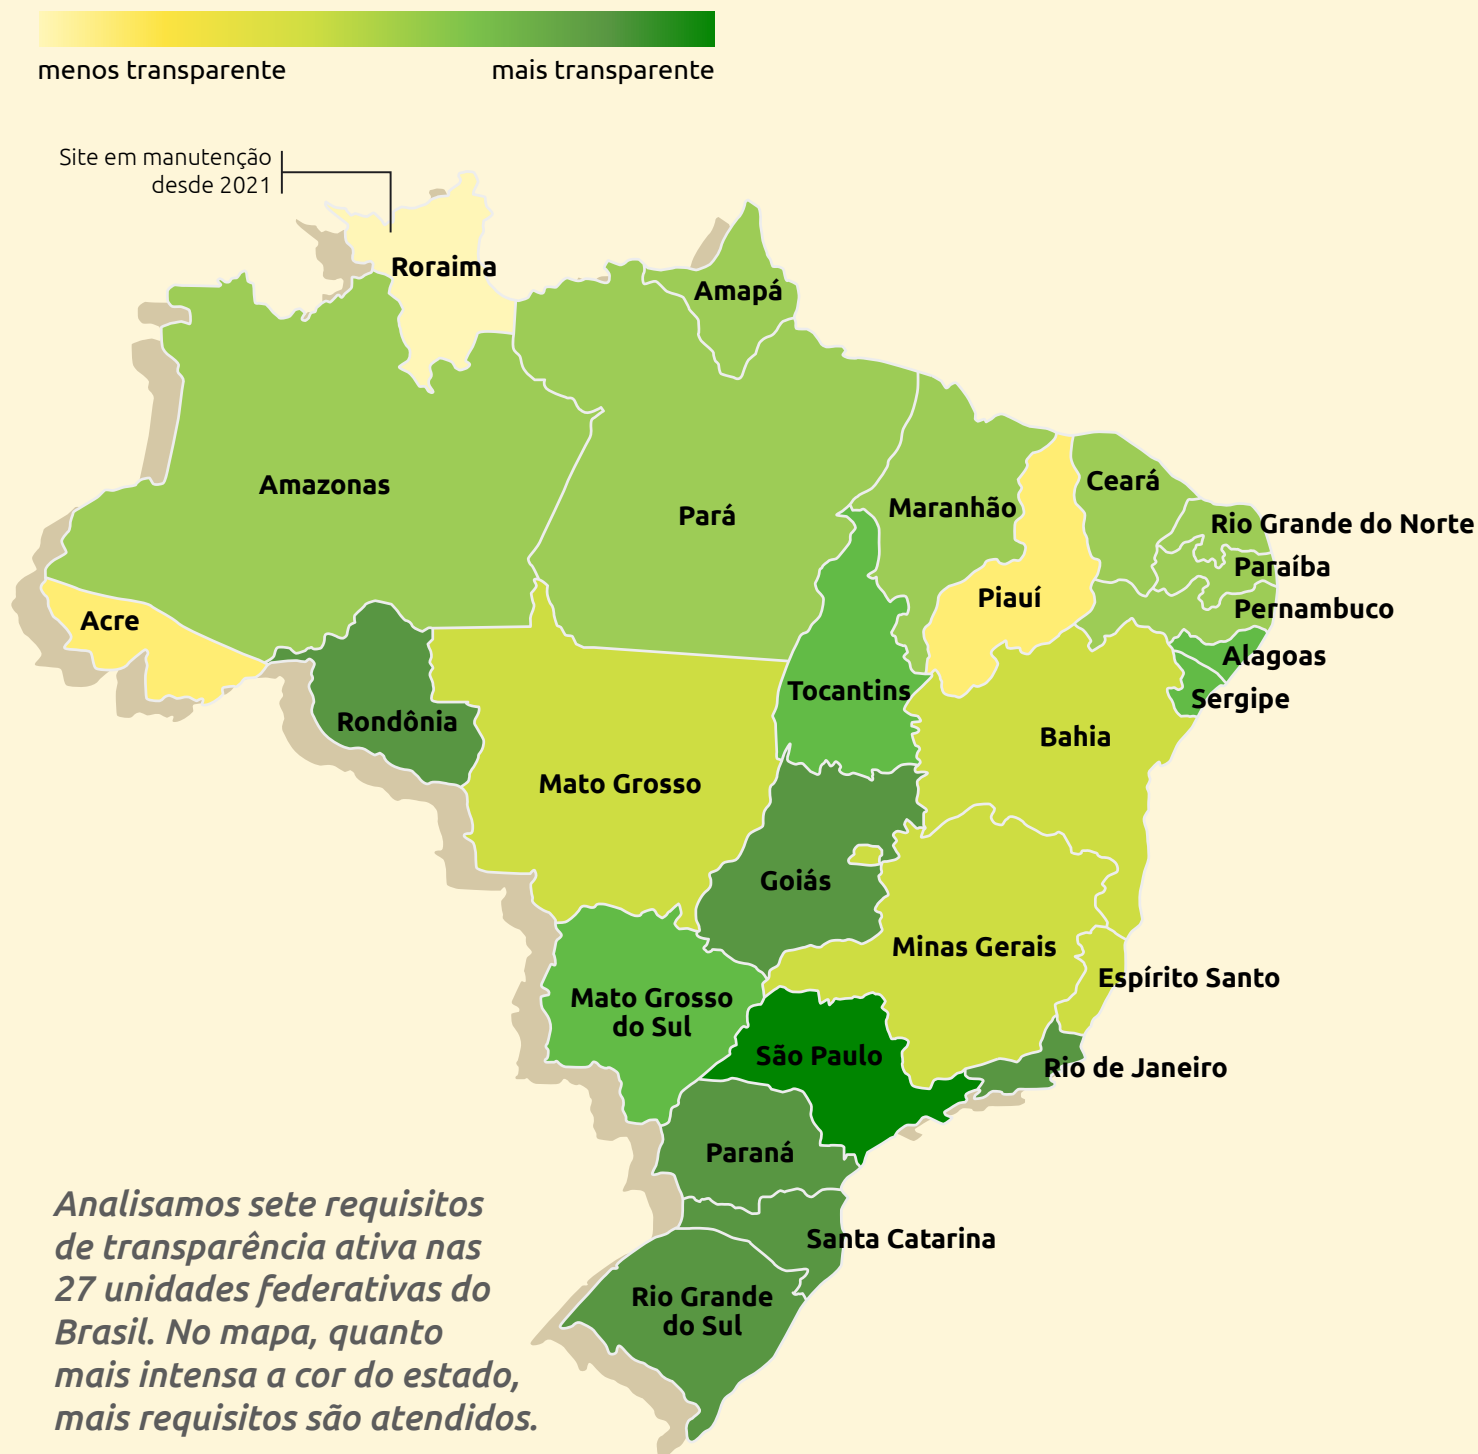 menos transparente
mais transparente
Site em manutenção
desde 2021
Roraima
Amapá
Amazonas
Pará
Maranhão
Ceará
Rio Grande do Norte
Paraíba
Pernambuco
Piauí
Acre
Alagoas
Sergipe
Tocantins
Rondônia
Bahia
Mato Grosso
Goiás
Minas Gerais
Espírito Santo
Mato Grosso
do Sul
São Paulo
Rio de Janeiro
Paraná
Santa Catarina
Rio Grande
do Sul
Analisamos sete requisitos
de transparência ativa nas
27 unidades federativas do
Brasil. No mapa, quanto
mais intensa a cor do estado,
mais requisitos são atendidos.